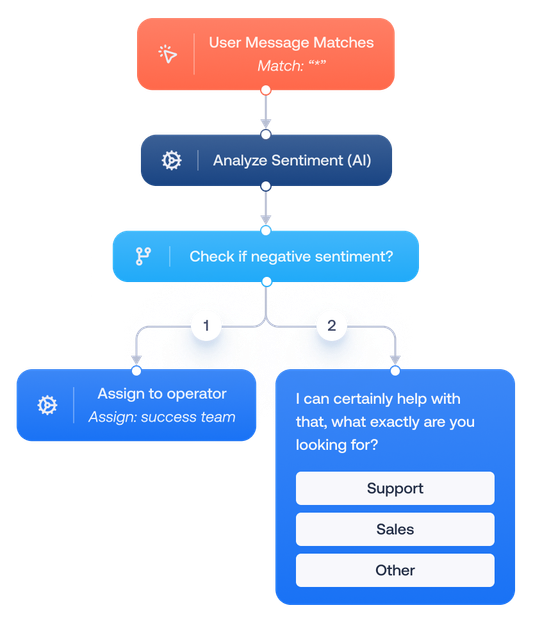 User Message Matches
Match: “*”
Analyze Sentiment (AI)
Check if negative sentiment?
1
2
Assign to operator
Assign: success team
I can certainly help with
that, what exactly are you
looking for?
Support
Sales
Other